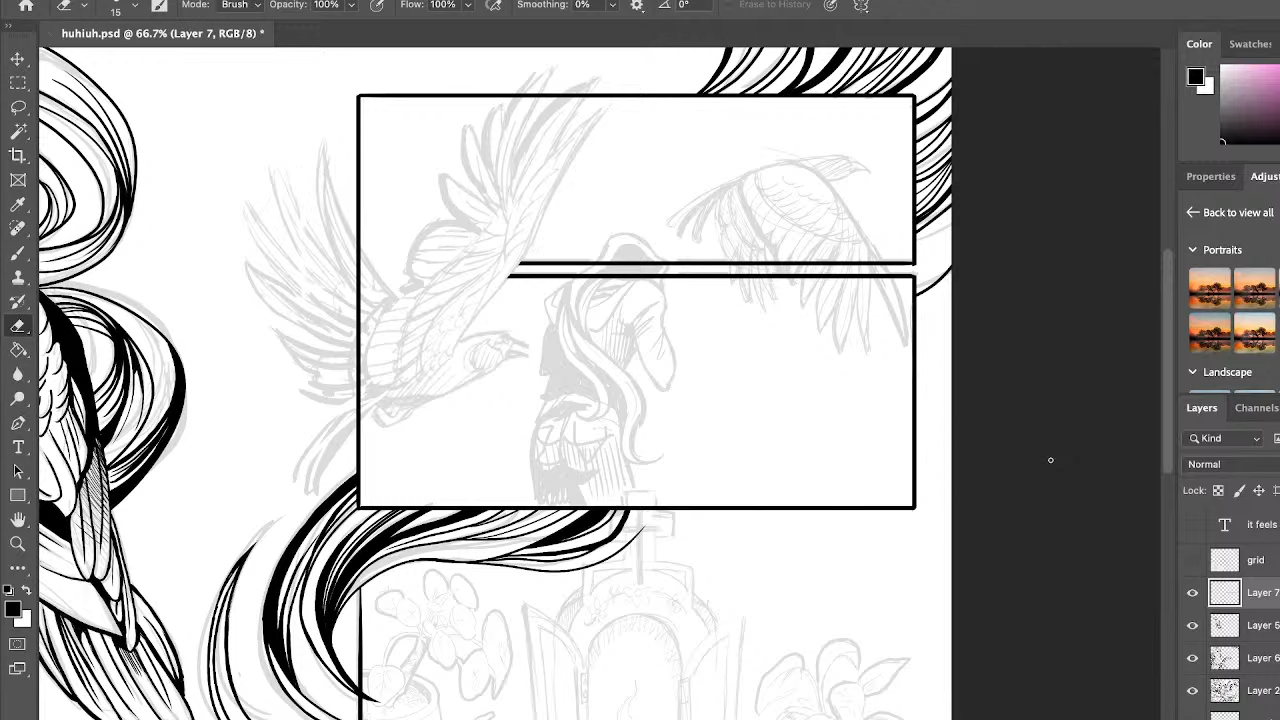 15 Mode: Brush Opacity: 100% Flow: 100% Smoothing: 0% 0° Erase to History
huhiuh.psd @ 66.7% (Layer 7, RGB/8) *
Color Swatches
Properties Adjus
Back to view all
Portraits
Landscape
Layers Channels
Kind
Normal
Lock:
T it feels
grid
Layer 7
Layer 5
Layer 6
Layer 2